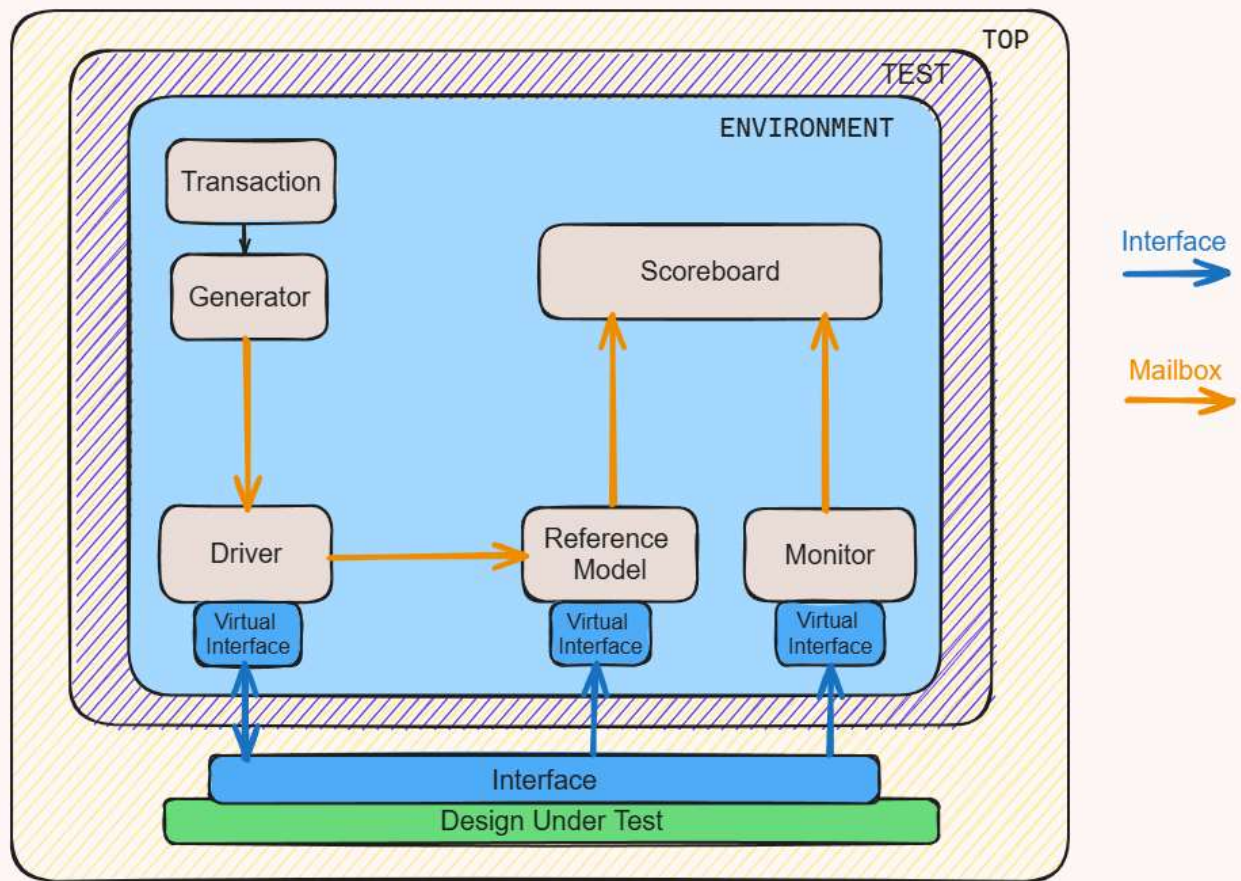 TOP
TEST
ENVIRONMENT
Transaction
Generator
Scoreboard
Interface
Mailbox
Driver
Reference
Model
Monitor
Virtual
Interface
Virtual
Interface
Virtual
Interface
Interface
Design Under Test